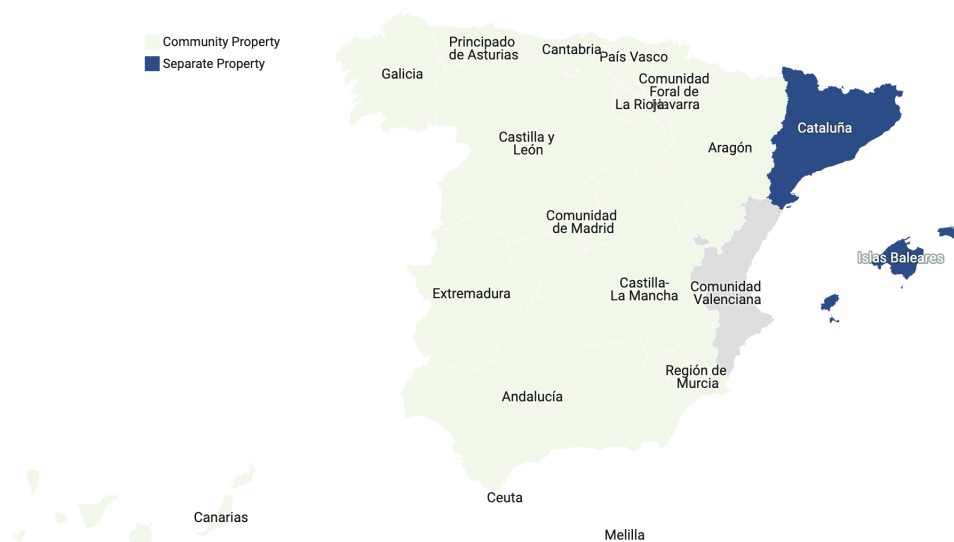 Community Property
Separate Property
Galicia
Principado
de Asturias
Cantabria
País Vasco
Comunidad
Foral de
Navarra
La Rioja
Castilla y
León
Aragón
Cataluña
Comunidad
de Madrid
Islas Baleares
Extremadura
Castilla-
La Mancha
Comunidad
Valenciana
Región de
Murcia
Andalucía
Ceuta
Canarias
Melilla